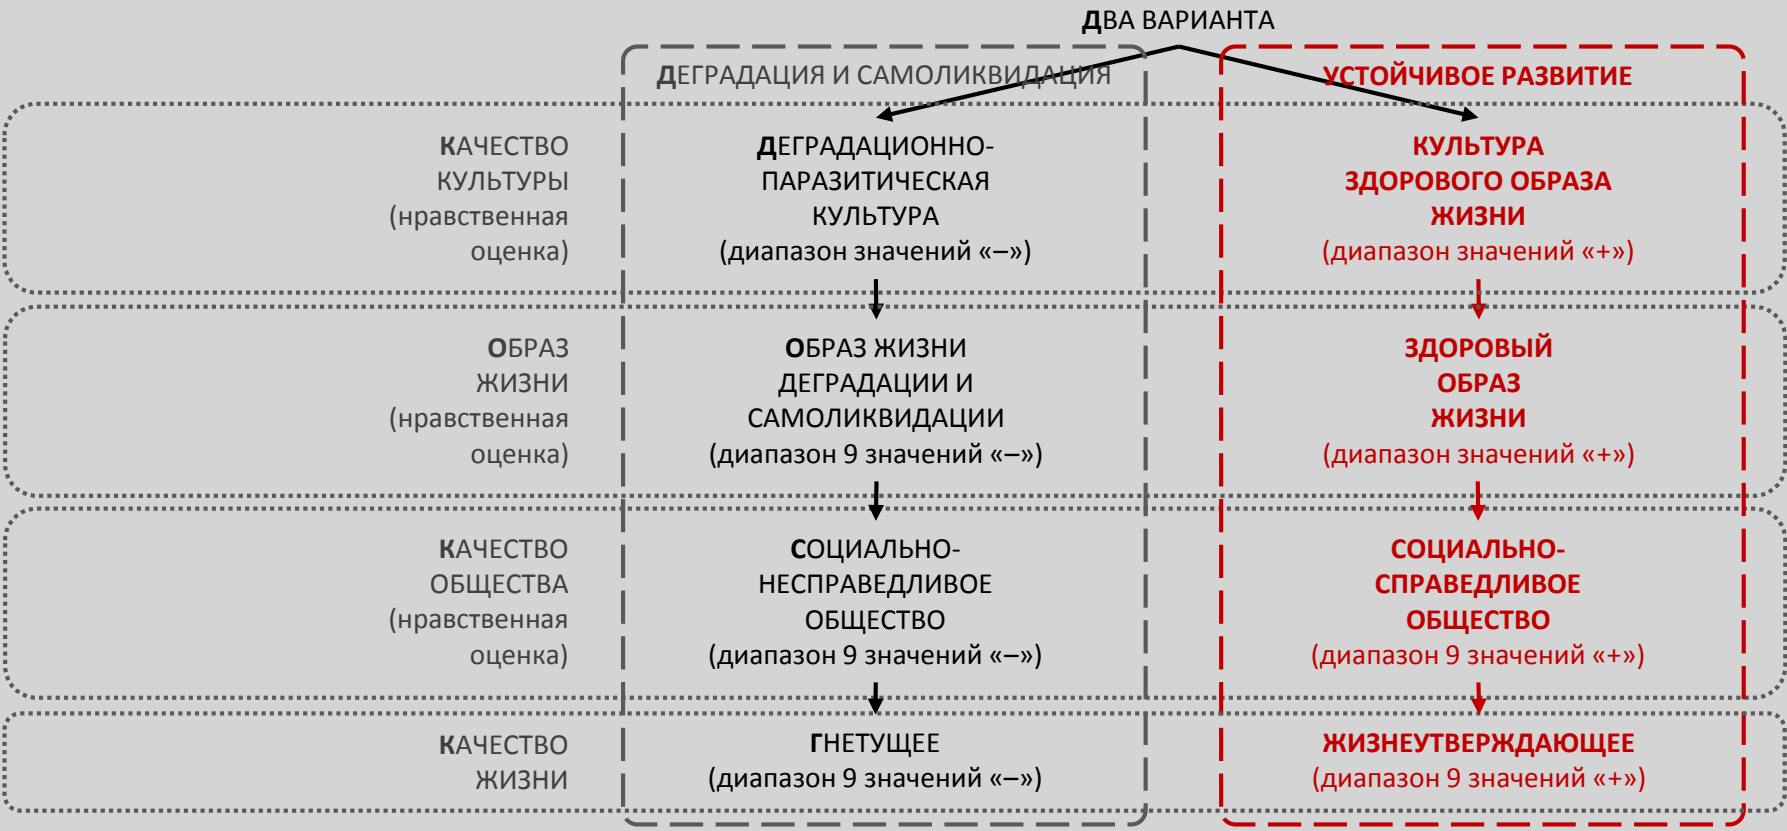 ДВА ВАРИАНТА
ДЕГРАДАЦИЯ И САМОЛИКВИДАЦИЯ
УСТОЙЧИВОЕ РАЗВИТИЕ
КАЧЕСТВО
КУЛЬТУРЫ
(нравственная
оценка)
ДЕГРАДАЦИОННО-
ПАРАЗИТИЧЕСКАЯ
КУЛЬТУРА
(диапазон значений «–»)
КУЛЬТУРА
ЗДОРОВОГО ОБРАЗА
ЖИЗНИ
(диапазон значений «+»)
ОБРАЗ
ЖИЗНИ
(нравственная
оценка)
ОБРАЗ ЖИЗНИ
ДЕГРАДАЦИИ И
САМОЛИКВИДАЦИИ
(диапазон 9 значений «–»)
ЗДОРОВЫЙ
ОБРАЗ
ЖИЗНИ
(диапазон значений «+»)
КАЧЕСТВО
ОБЩЕСТВА
(нравственная
оценка)
СОЦИАЛЬНО-
НЕСПРАВЕДЛИВОЕ
ОБЩЕСТВО
(диапазон 9 значений «–»)
СОЦИАЛЬНО-
СПРАВЕДЛИВОЕ
ОБЩЕСТВО
(диапазон 9 значений «+»)
КАЧЕСТВО
ЖИЗНИ
ГНЕТУЩЕЕ
(диапазон 9 значений «–»)
ЖИЗНЕУТВЕРЖДАЮЩЕЕ
(диапазон 9 значений «+»)